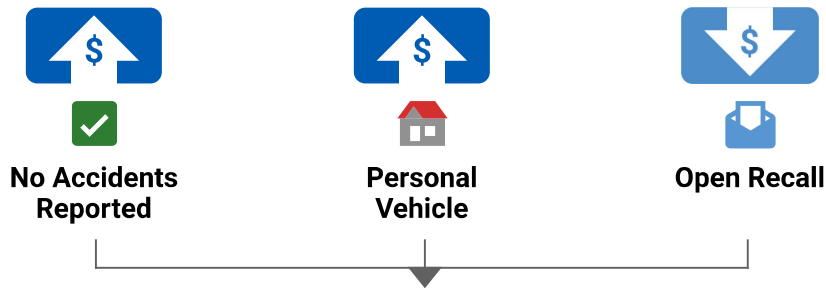 $
$
$
No Accidents
Reported
Personal
Vehicle
Open Recall